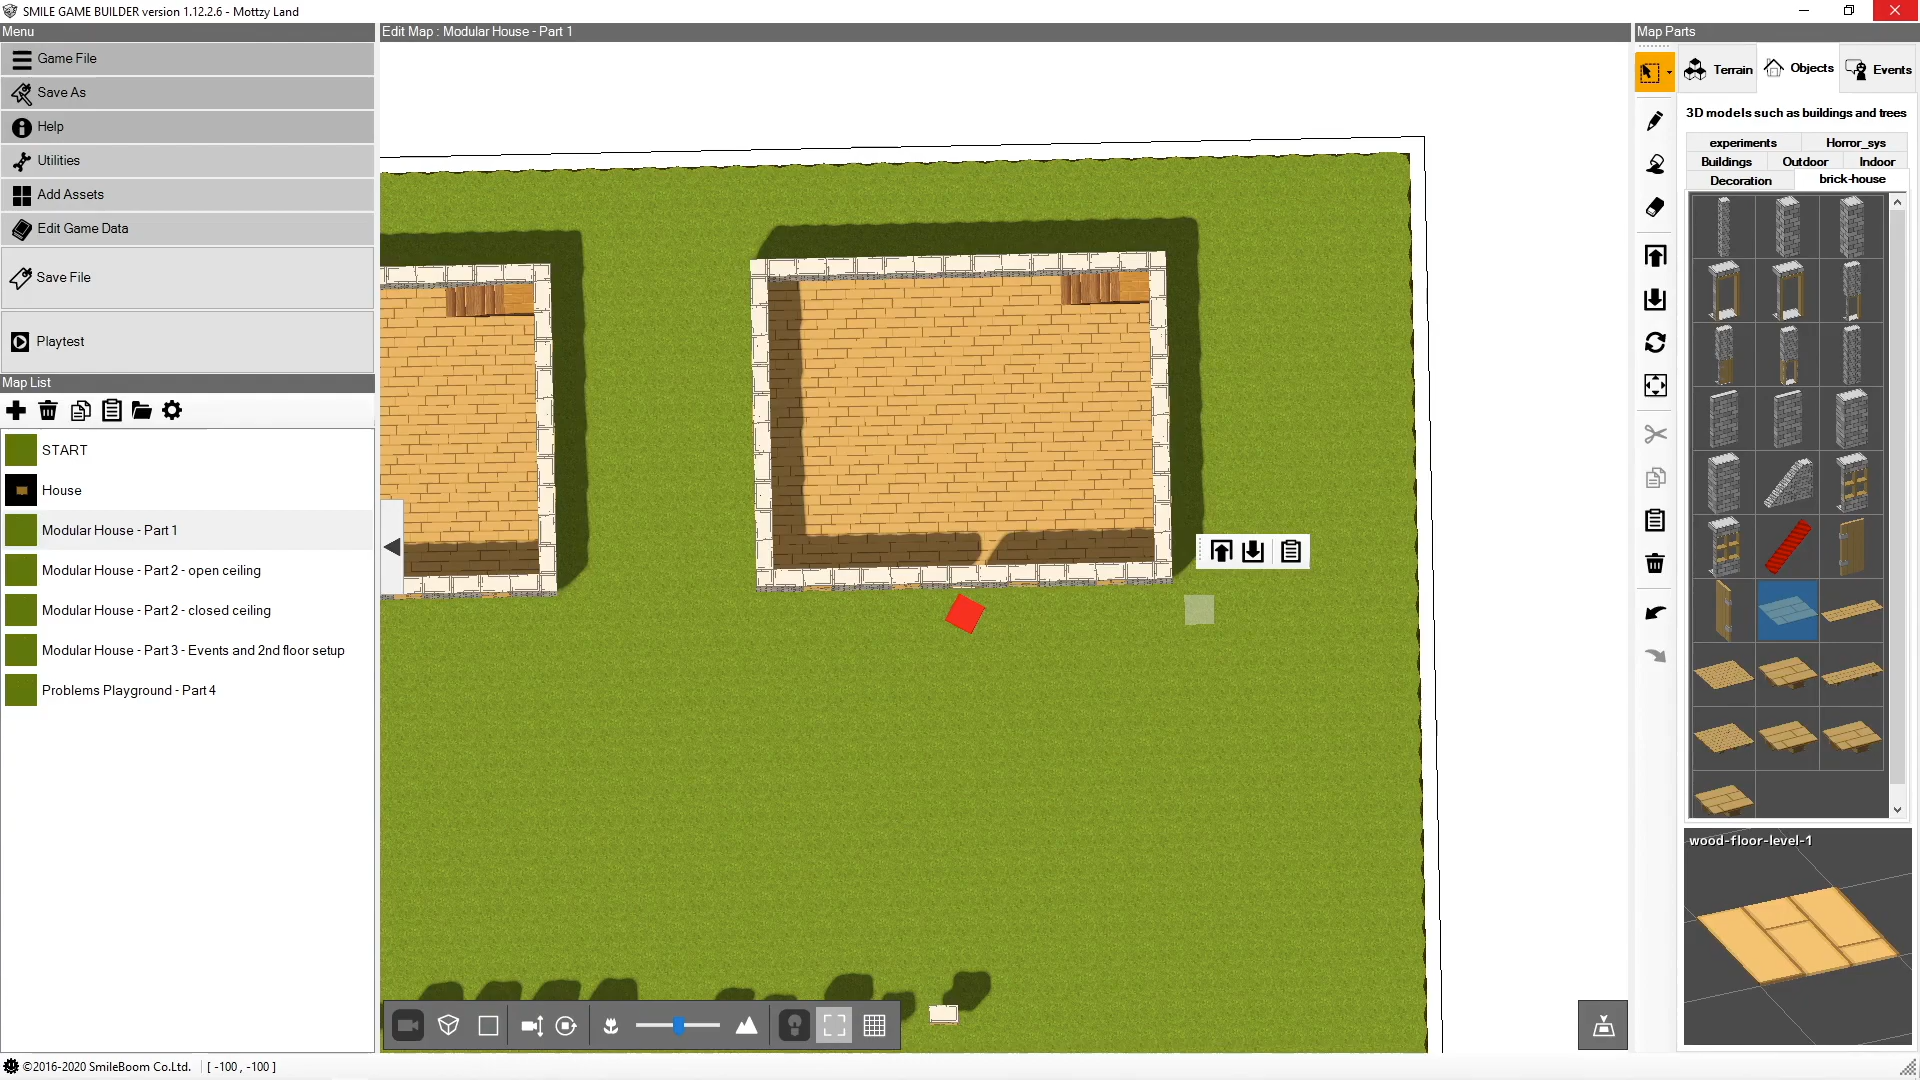 SMILE GAME BUILDER version 1.12.2.6 - Mottzy Land
Menu
Game File
Save As
Help
Utilities
Add Assets
Edit Game Data
Save File
Playtest
Map List
START
House
Modular House - Part 1
Modular House - Part 2 - open ceiling
Modular House - Part 2 - closed ceiling
Modular House - Part 3 - Events and 2nd floor setup
Problems Playground - Part 4
©2016-2020 SmileBoom Co.Ltd.
[ -100 , -100 ]
Edit Map : Modular House - Part 1
Map Parts
Terrain
Objects
Events
3D models such as buildings and trees
experiments
Horror_sys
Buildings
Outdoor
Indoor
Decoration
brick-house
wood-floor-level-1